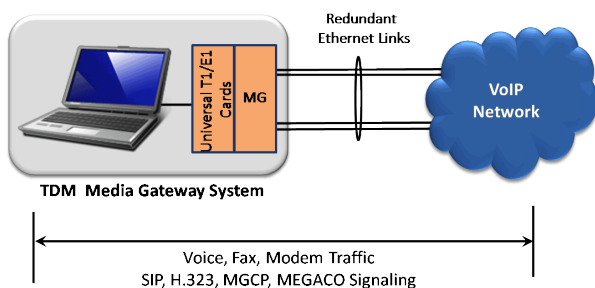 Redundant
Ethernet Links
Universal T1/E1
Cards
MG
VoIP
Network
TDM Media Gateway System
Voice, Fax, Modem Traffic
SIP, H.323, MGCP, MEGACO Signaling